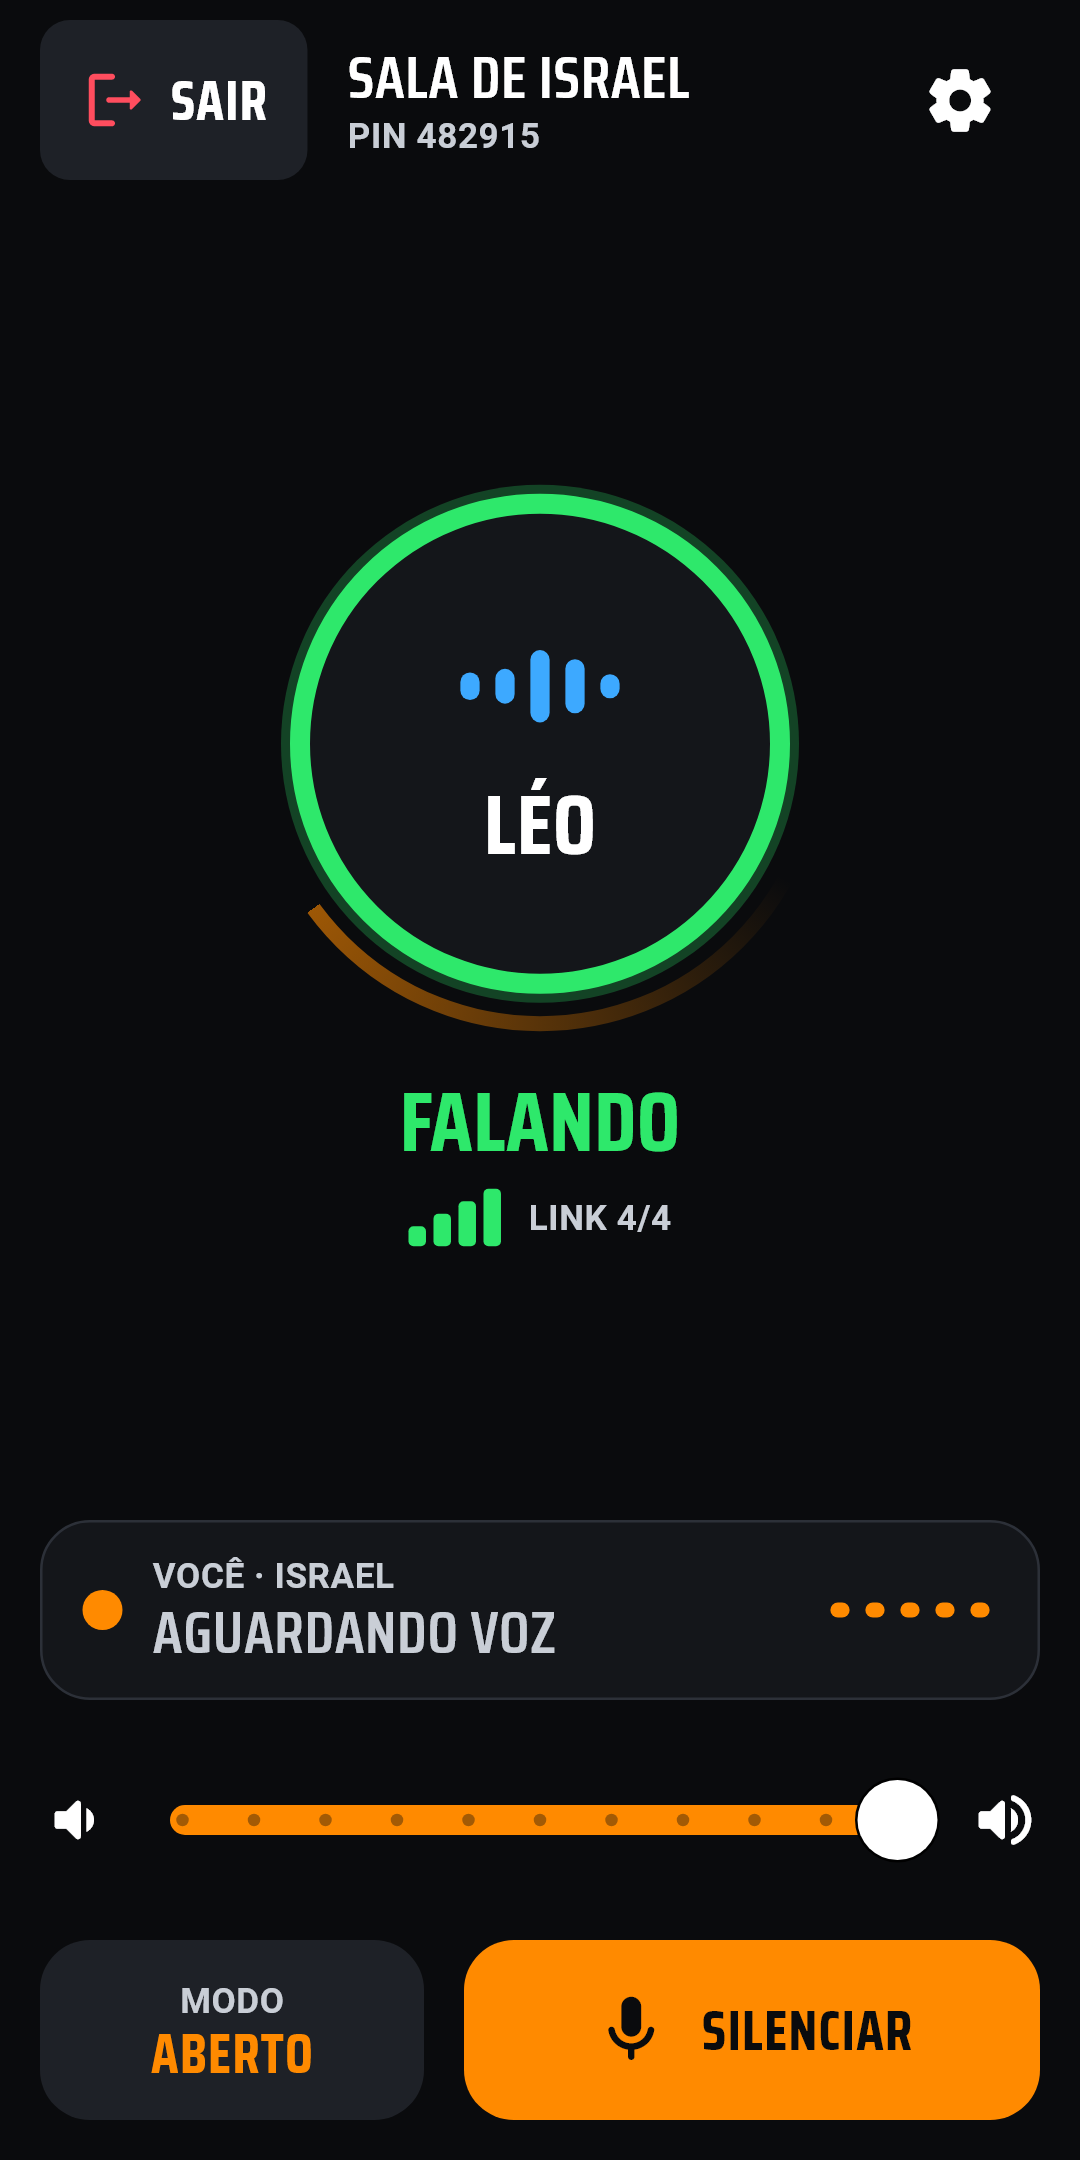 SAIR
SALA DE ISRAEL
PIN 482915
LÉO
FALANDO
LINK 4/4
VOCÊ · ISRAEL
AGUARDANDO VOZ
MODO
ABERTO
SILENCIAR